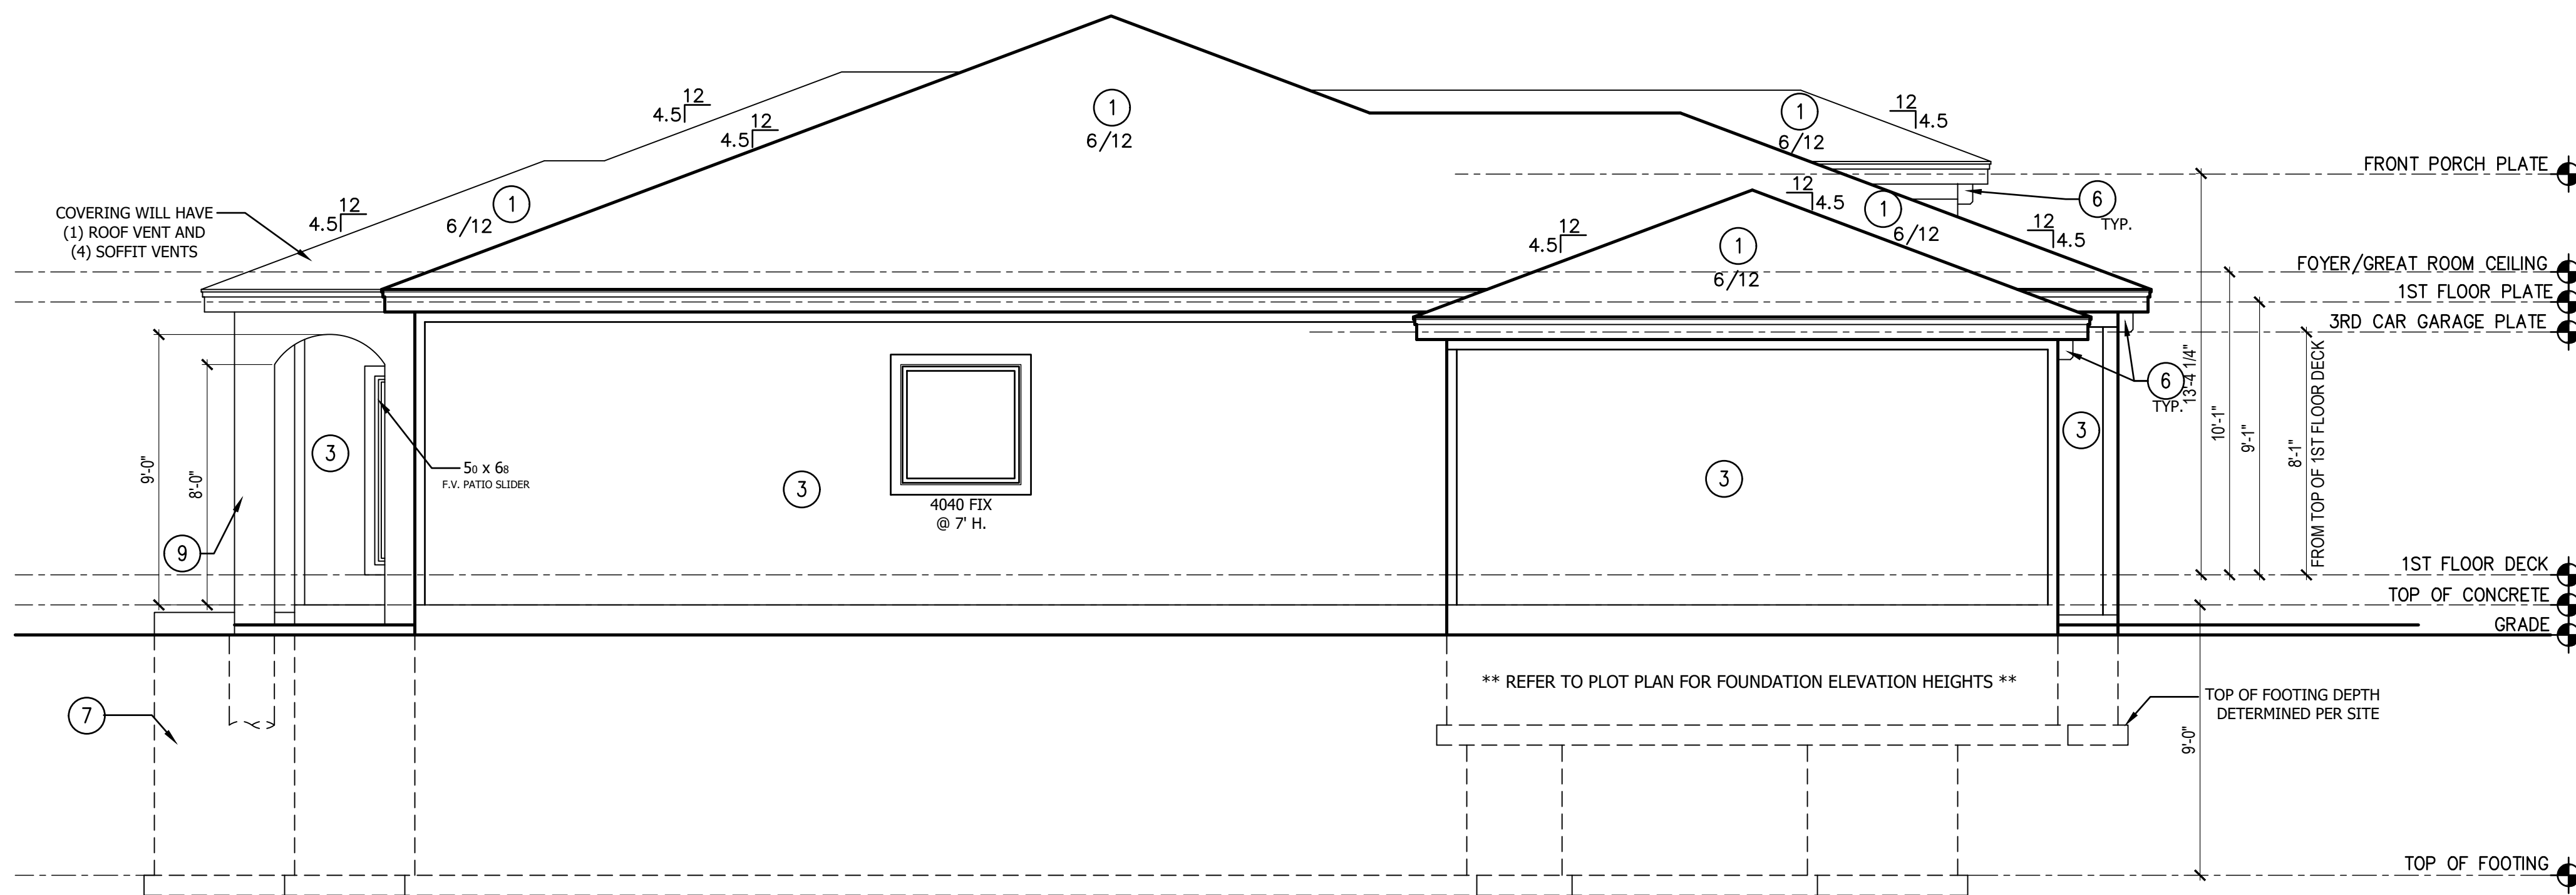 12
4.5
12
4.5
12
4.5
1
6/12
1
6/12
1
6/12
12
4.5
FRONT PORCH PLATE
COVERING WILL HAVE
(1) ROOF VENT AND
(4) SOFFIT VENTS
12
4.5
1
6/12
12
4.5
1
6/12
12
4.5
6
TYP.
FOYER/GREAT ROOM CEILING
1ST FLOOR PLATE
3RD CAR GARAGE PLATE
6
TYP.
13'-4 1/4"
10'-1"
9'-1"
8'-1"
FROM TOP OF 1ST FLOOR DECK
9'-0"
8'-0"
3
50 x 68
F.V. PATIO SLIDER
3
4040 FIX
@ 7' H.
3
3
9
1ST FLOOR DECK
TOP OF CONCRETE
GRADE
** REFER TO PLOT PLAN FOR FOUNDATION ELEVATION HEIGHTS **
7
TOP OF FOOTING DEPTH
DETERMINED PER SITE
9'-0"
TOP OF FOOTING